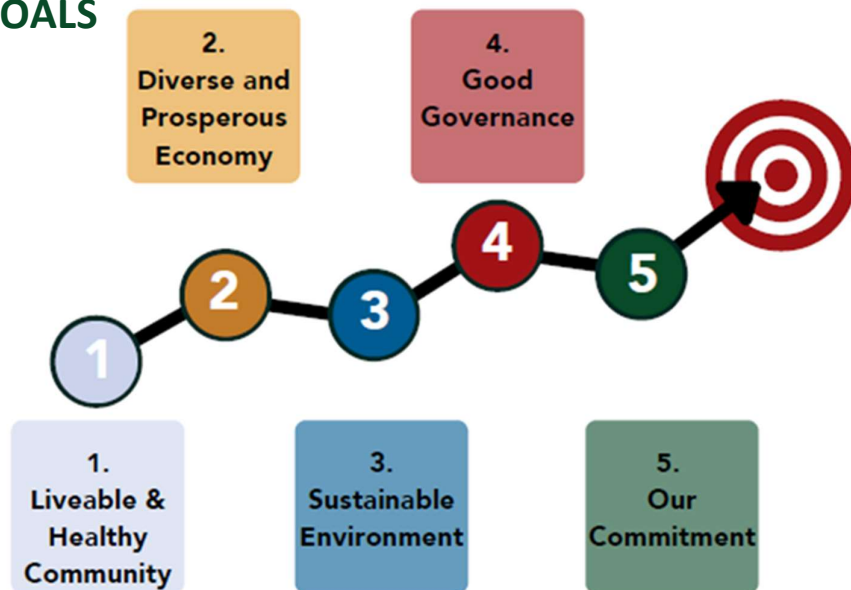 OALS
2.
Diverse and
Prosperous
Economy
4.
Good
Governance
1
2
3
4
5
1.
Liveable &
Healthy
Community
3.
Sustainable
Environment
5.
Our
Commitment